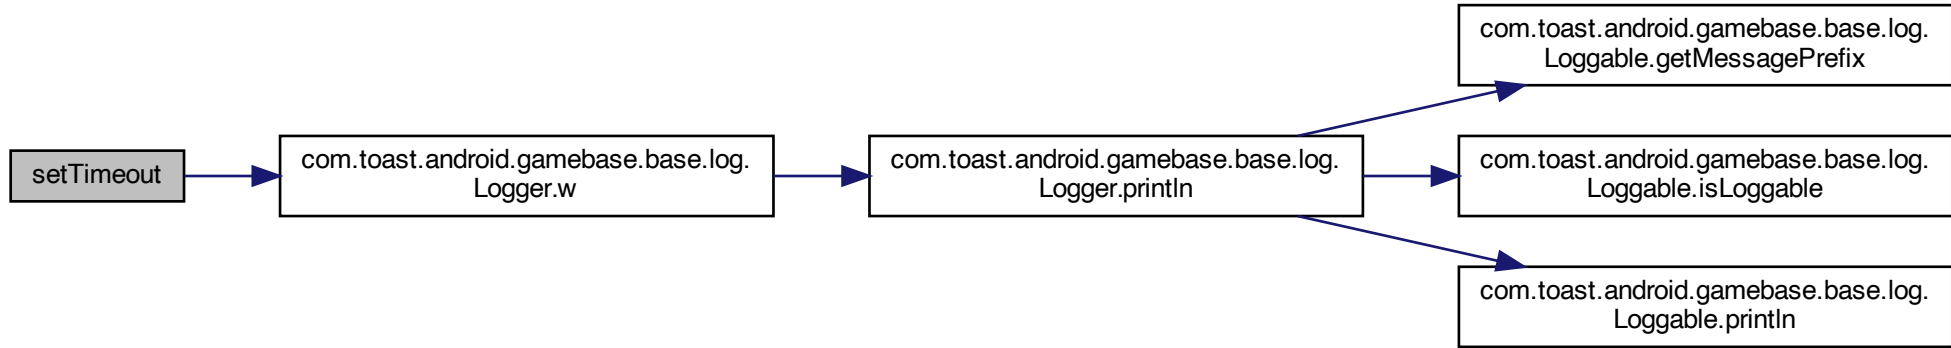 setTimeout
com.toast.android.gamebase.base.log.
Logger.w
com.toast.android.gamebase.base.log.
Logger.println
com.toast.android.gamebase.base.log.
Loggable.getMessagePrefix
com.toast.android.gamebase.base.log.
Loggable.isLoggable
com.toast.android.gamebase.base.log.
Loggable.println